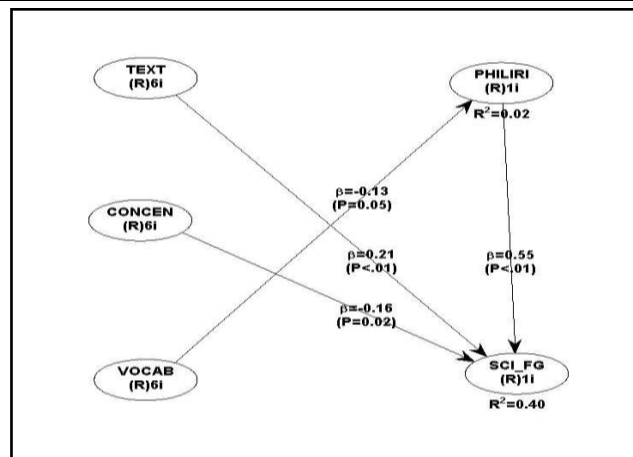 TEXT
(R)6i
PHILIRI
(R)1i
R²=0.02
β=-0.13
(P=0.05)
CONCEN
(R)6i
β=0.21
(P<.01)
β=0.55
(P<.01)
β=-0.16
(P=0.02)
VOCAB
(R)6i
SCI_FG
(R)1i
R²=0.40